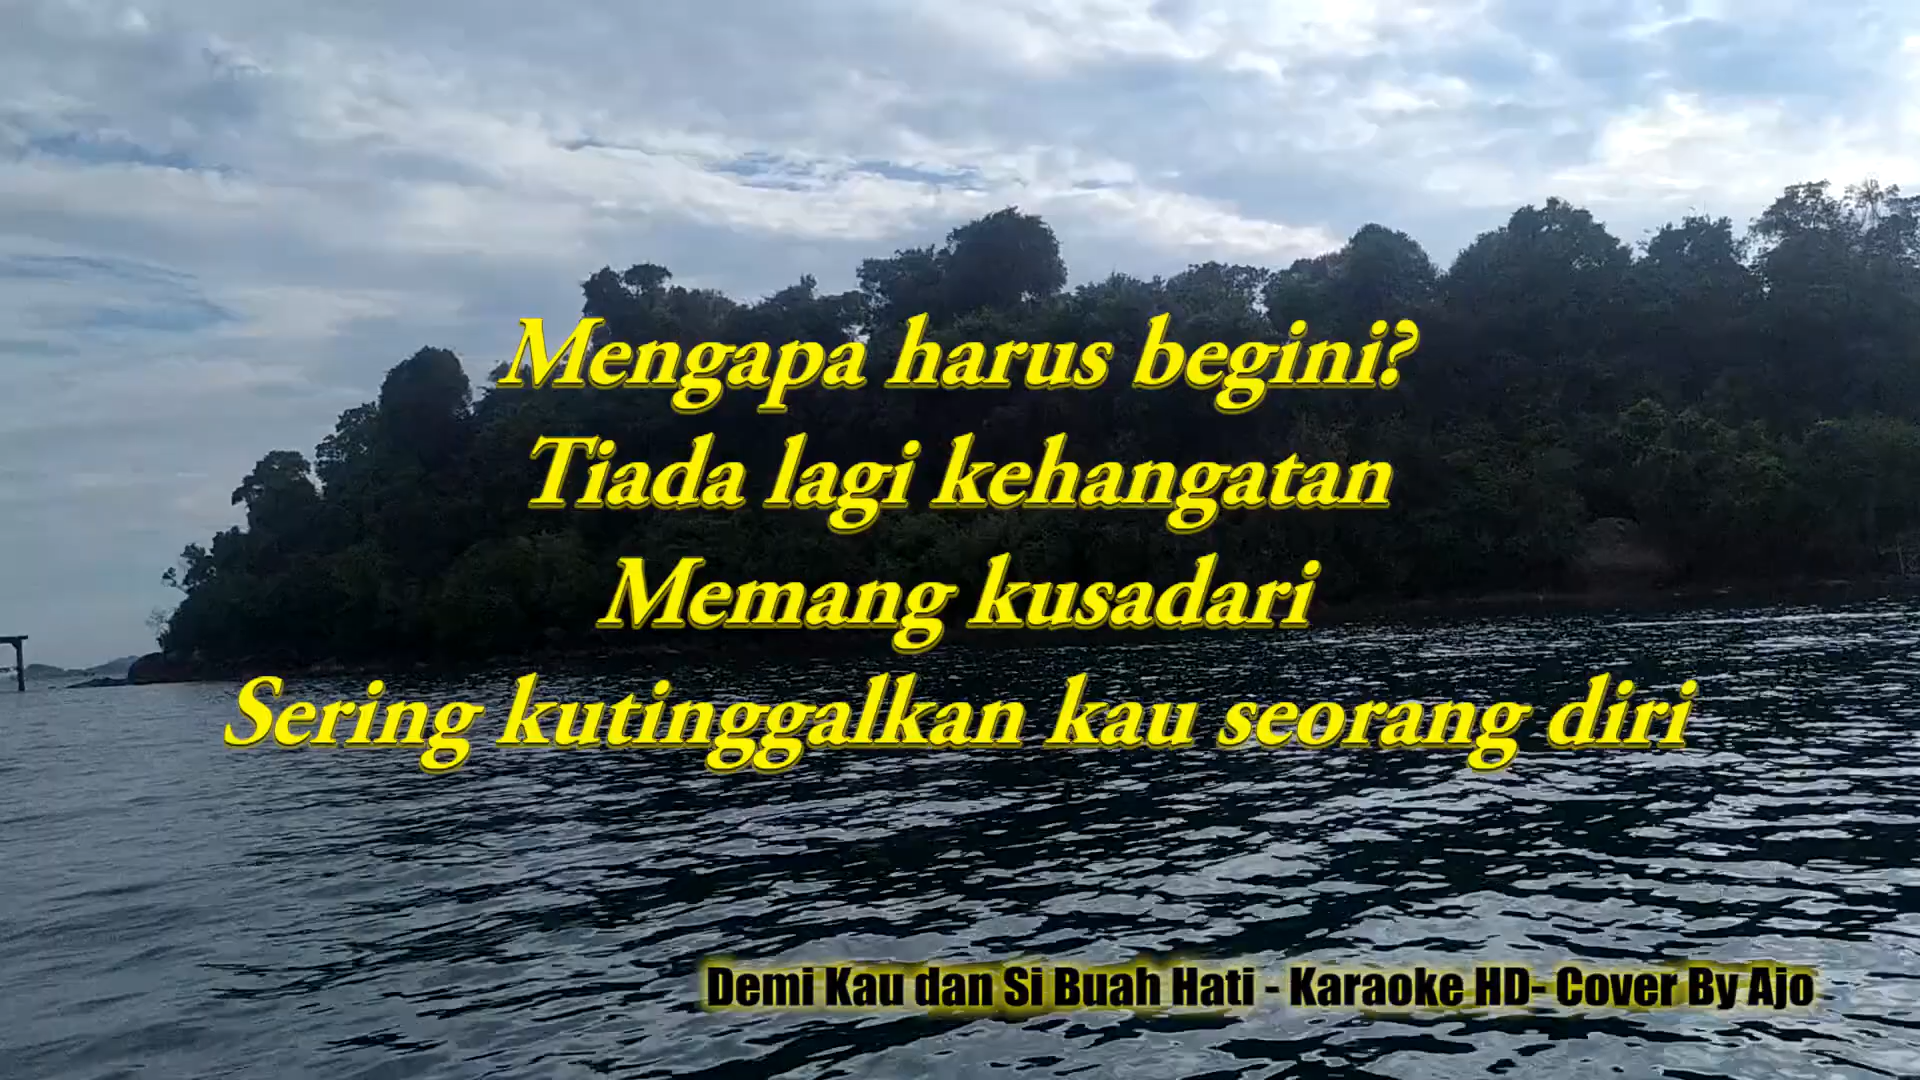 Mengapa harus begini?
Tiada lagi kehangatan
Memang kusadari
Sering kutinggalkan kau seorang diri
Demi Kau dan Si Buah Hati - Karaoke HD- Cover By Ajo